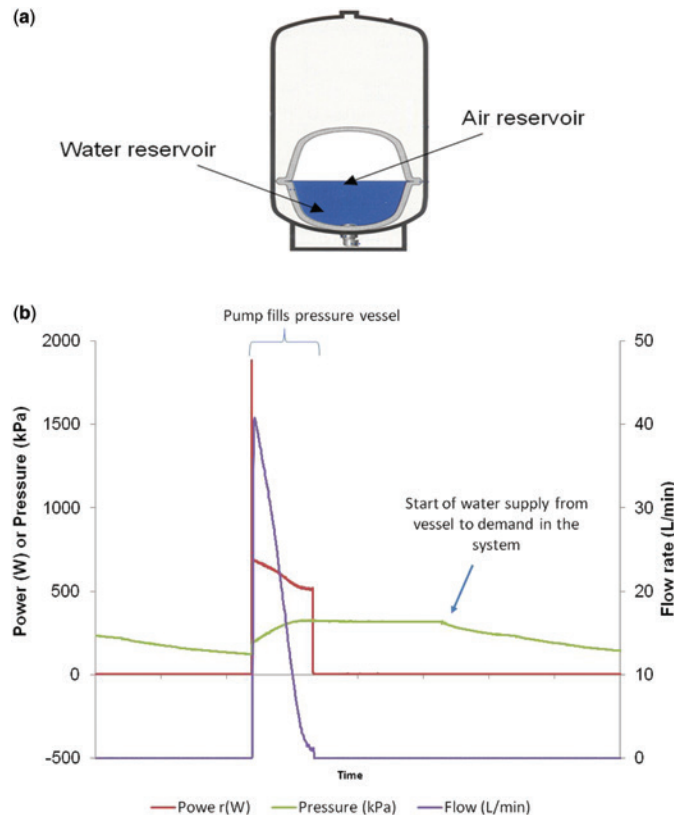 (a)
Air reservoir
Water reservoir
(b)
Pump fills pressure vessel
2000
50
1500
40
1000
30
Start of water supply from
vessel to demand in the
system
500
20
0
10
-500
0
Power (W) or Pressure (kPa)
Flow rate (L/min)
Time
Powe r(W)
Pressure (kPa)
Flow (L/min)